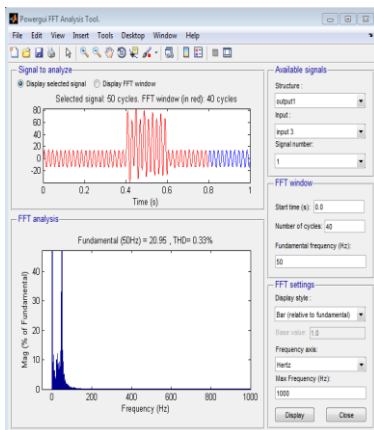 Powergui FFT Analysis Tool.
File Edit View Insert Tools Desktop Window Help
Signal to analyze
Display selected signal Display FFT window
Selected signal: 50 cycles. FFT window (in red): 40 cycles
80
60
40
20
0
-20
0 0.2 0.4 0.6 0.8 1
Time (s)
FFT analysis
Fundamental (50Hz) = 20.95 , THD= 0.33%
Mag (% of Fundamental)
40
30
20
10
0
0 200 400 600 800 1000
Frequency (Hz)
Available signals
Structure :
output1
Input :
input 3
Signal number:
1
FFT window
Start time (s): 0.0
Number of cycles: 40
Fundamental frequency (Hz):
50
FFT settings
Display style :
Bar (relative to fundamental)
Base value: 1.0
Frequency axis:
Hertz
Max Frequency (Hz):
1000
Display Close